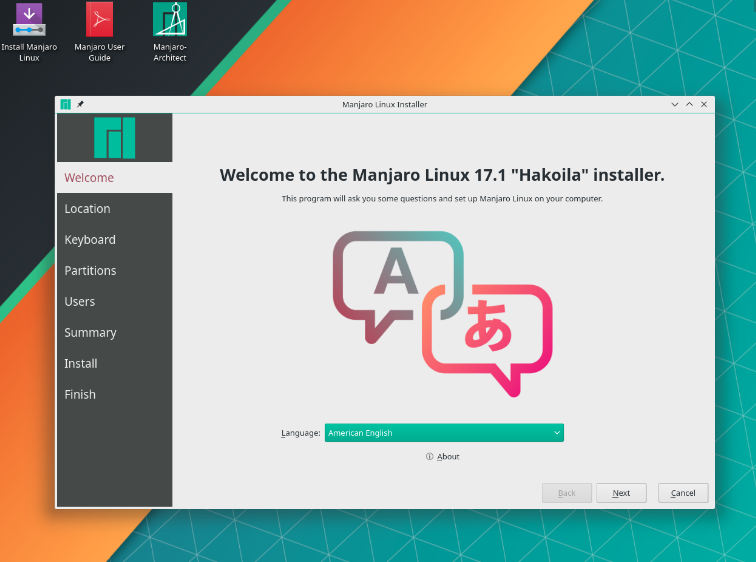 Install Manjaro
Linux
Manjaro User
Guide
Manjaro-
Architect
Manjaro Linux Installer
Welcome
Location
Keyboard
Partitions
Users
Summary
Install
Finish
Welcome to the Manjaro Linux 17.1 "Hakoila" installer.
This program will ask you some questions and set up Manjaro Linux on your computer.
A
あ
Language: American English
About
Back Next Cancel